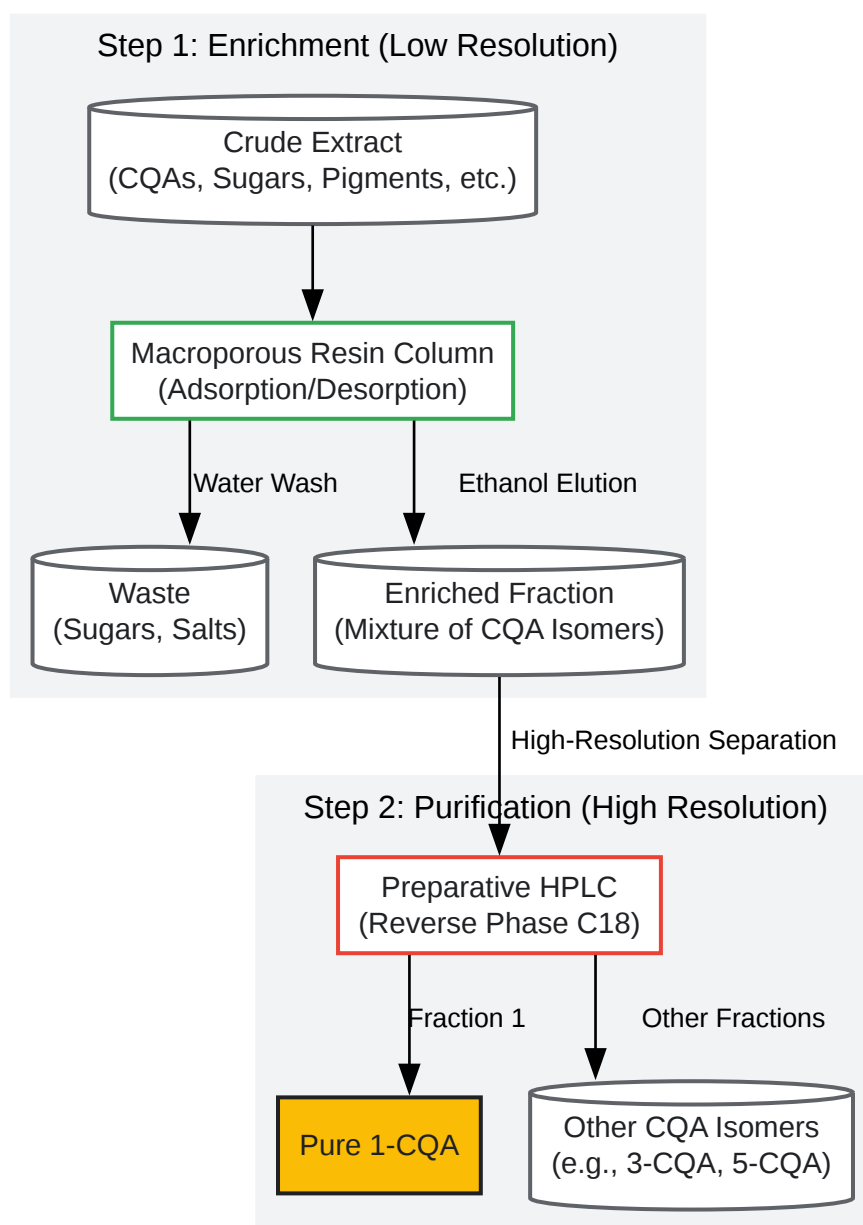 Step 1: Enrichment (Low Resolution)
Crude Extract
(CQAs, Sugars, Pigments, etc.)
Macroporous Resin Column
(Adsorption/Desorption)
Water Wash
Ethanol Elution
Waste
(Sugars, Salts)
Enriched Fraction
(Mixture of CQA Isomers)
High-Resolution Separation
Step 2: Purification (High Resolution)
Preparative HPLC
(Reverse Phase C18)
Fraction 1
Other Fractions
Pure 1-CQA
Other CQA Isomers
(e.g., 3-CQA, 5-CQA)